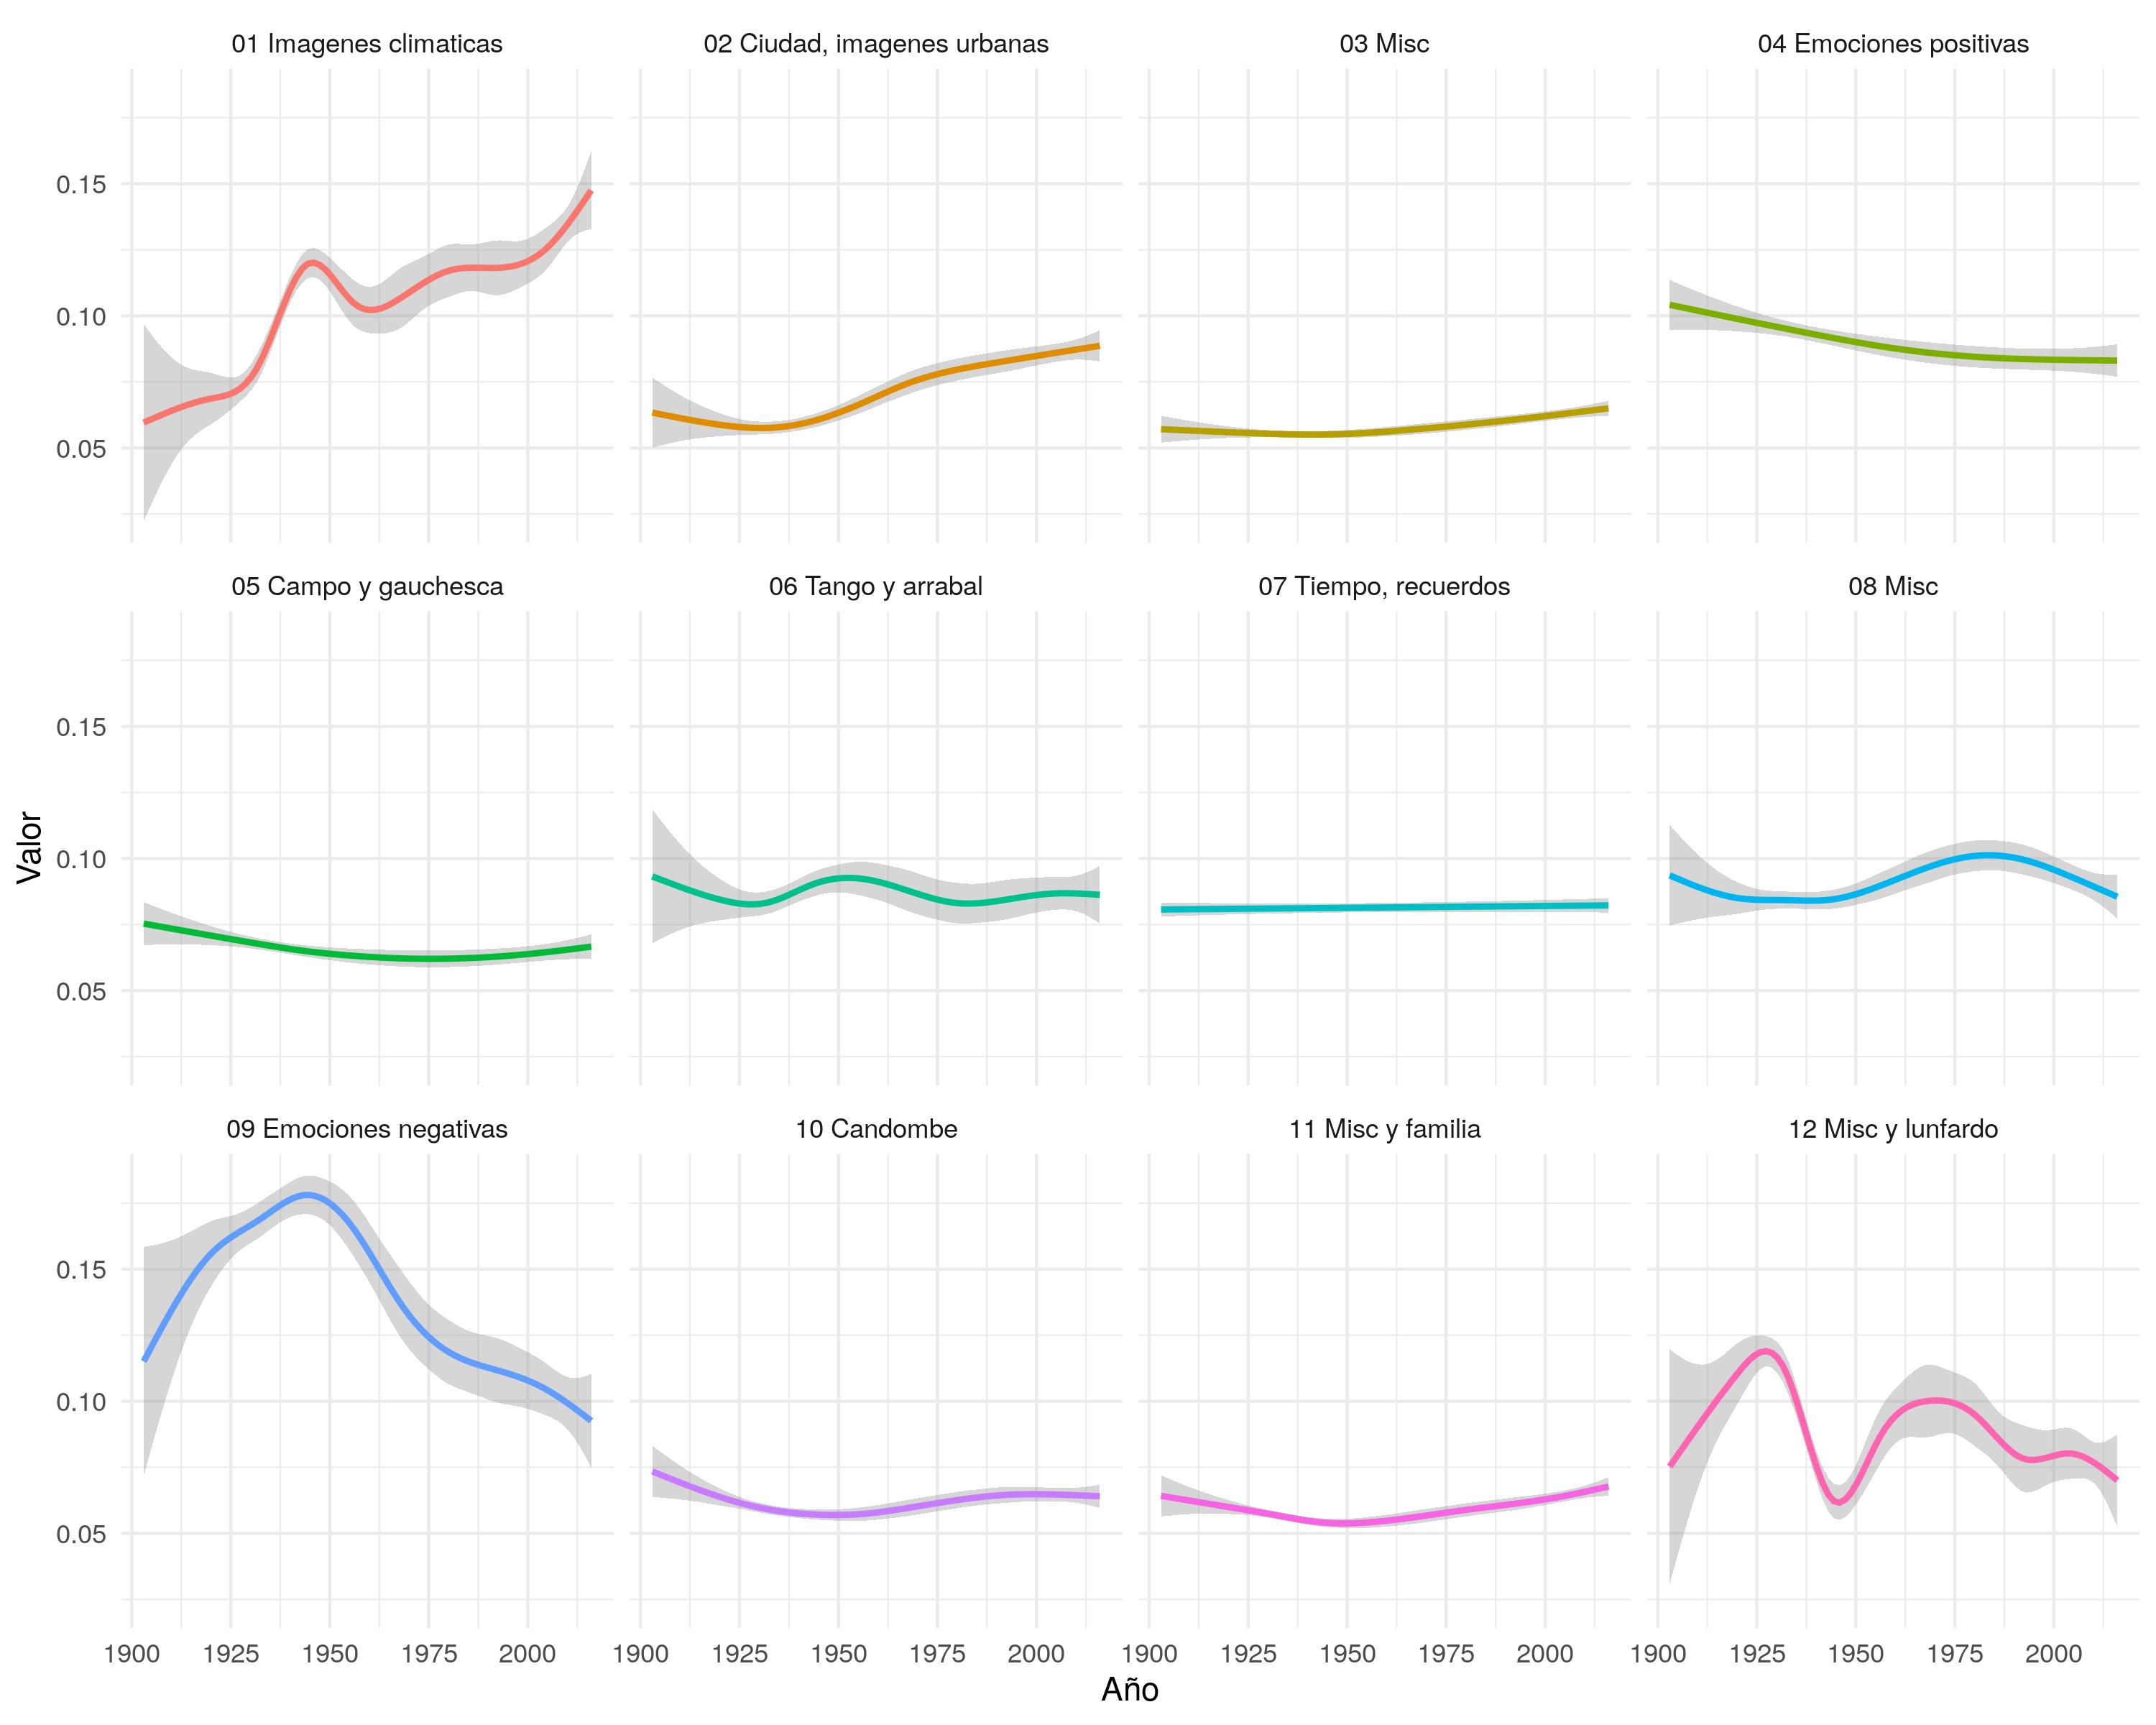 01 Imagenes climaticas
02 Ciudad, imagenes urbanas
03 Misc
04 Emociones positivas
0.15
0.10
0.05
05 Campo y gauchesca
06 Tango y arrabal
07 Tiempo, recuerdos
08 Misc
0.15
0.10
0.05
Valor
09 Emociones negativas
10 Candombe
11 Misc y familia
12 Misc y lunfardo
0.15
0.10
0.05
1900 1925 1950 1975 2000
1900 1925 1950 1975 2000
1900 1925 1950 1975 2000
1900 1925 1950 1975 2000
Año